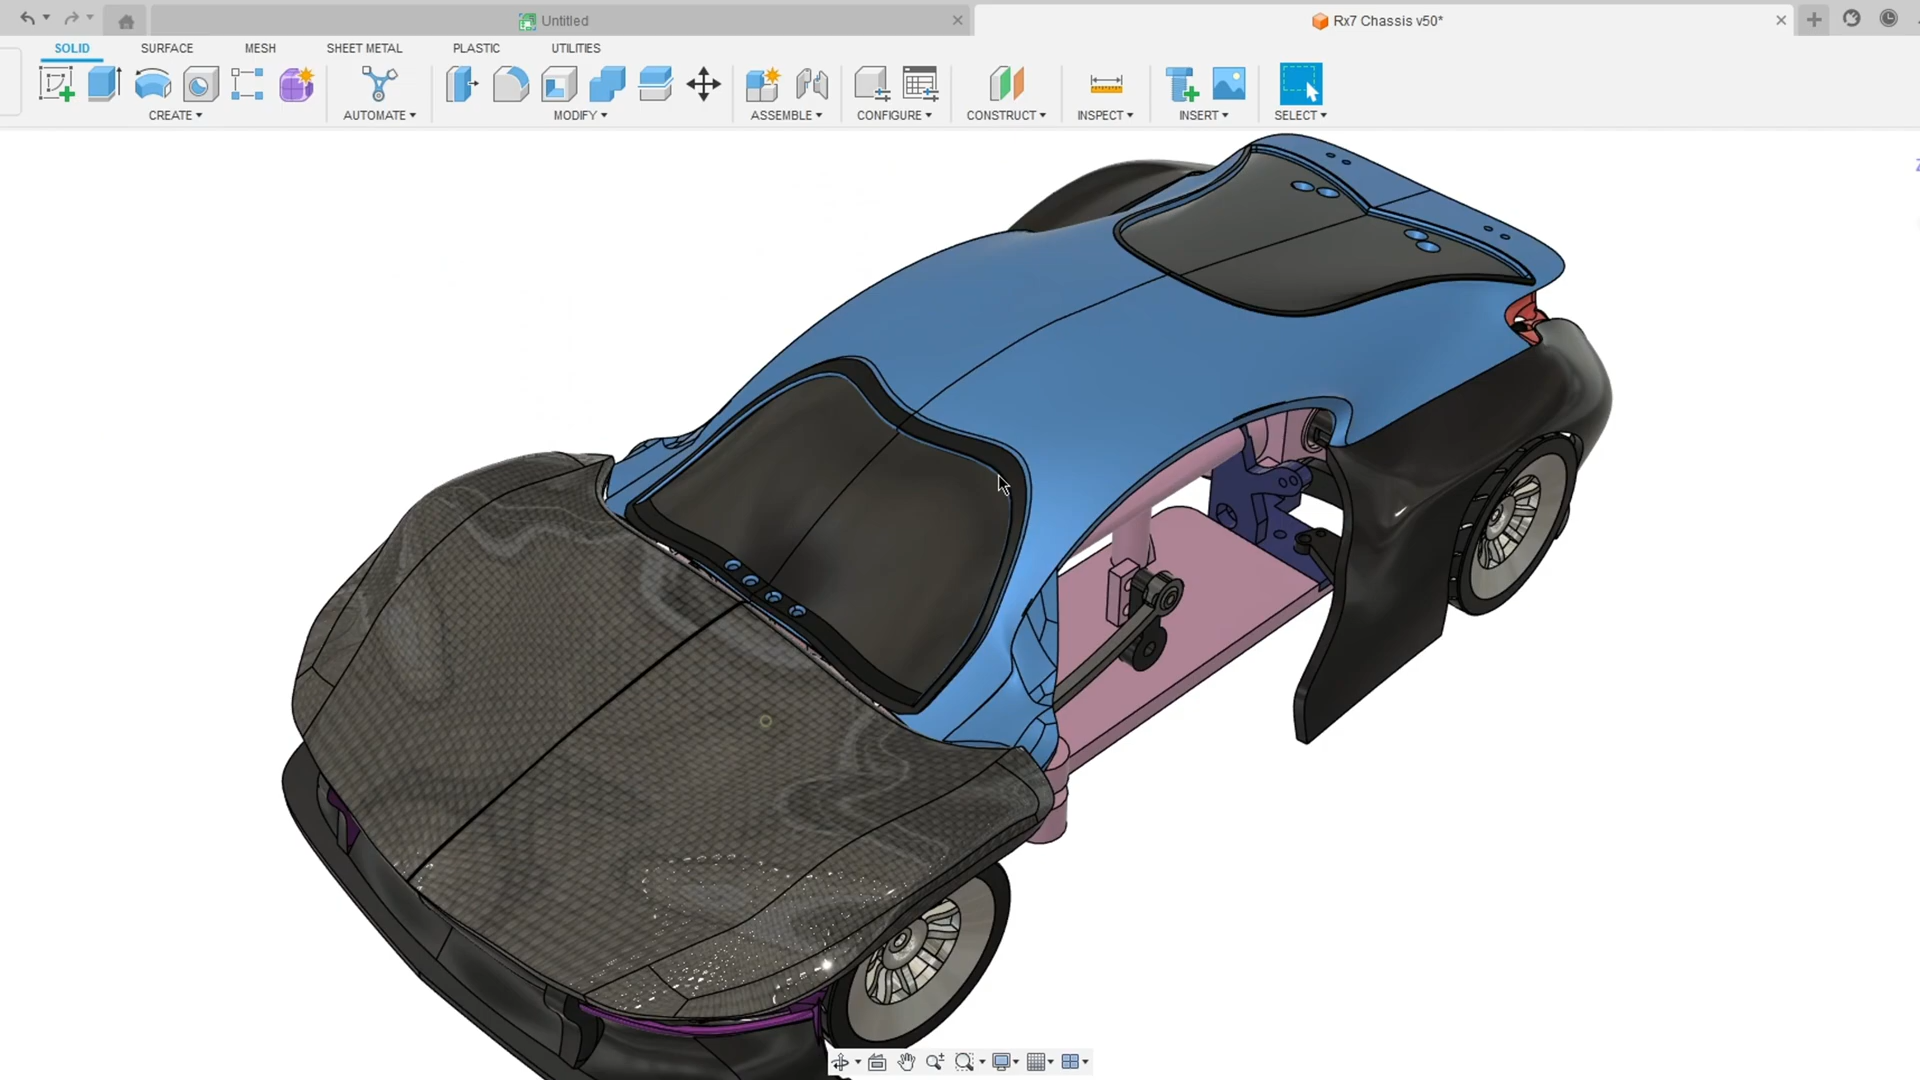 Untitled
Rx7 Chassis v50*
SOLID SURFACE MESH SHEET METAL PLASTIC UTILITIES
CREATE AUTOMATE MODIFY ASSEMBLE CONFIGURE CONSTRUCT INSPECT INSERT SELECT